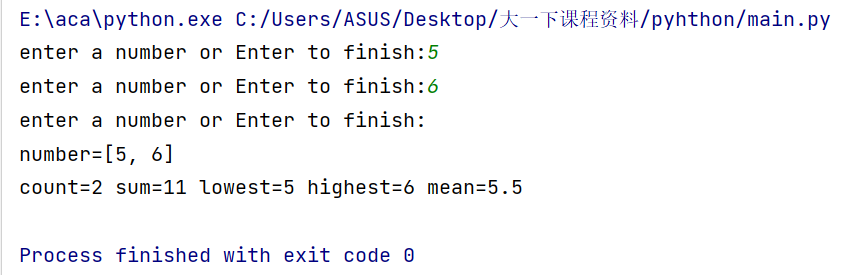 E:\aca\python.exe C:/Users/ASUS/Desktop/大一下课程资料/pyhthon/main.py
enter a number or Enter to finish:5
enter a number or Enter to finish:6
enter a number or Enter to finish:
number=[5, 6]
count=2 sum=11 lowest=5 highest=6 mean=5.5
Process finished with exit code 0